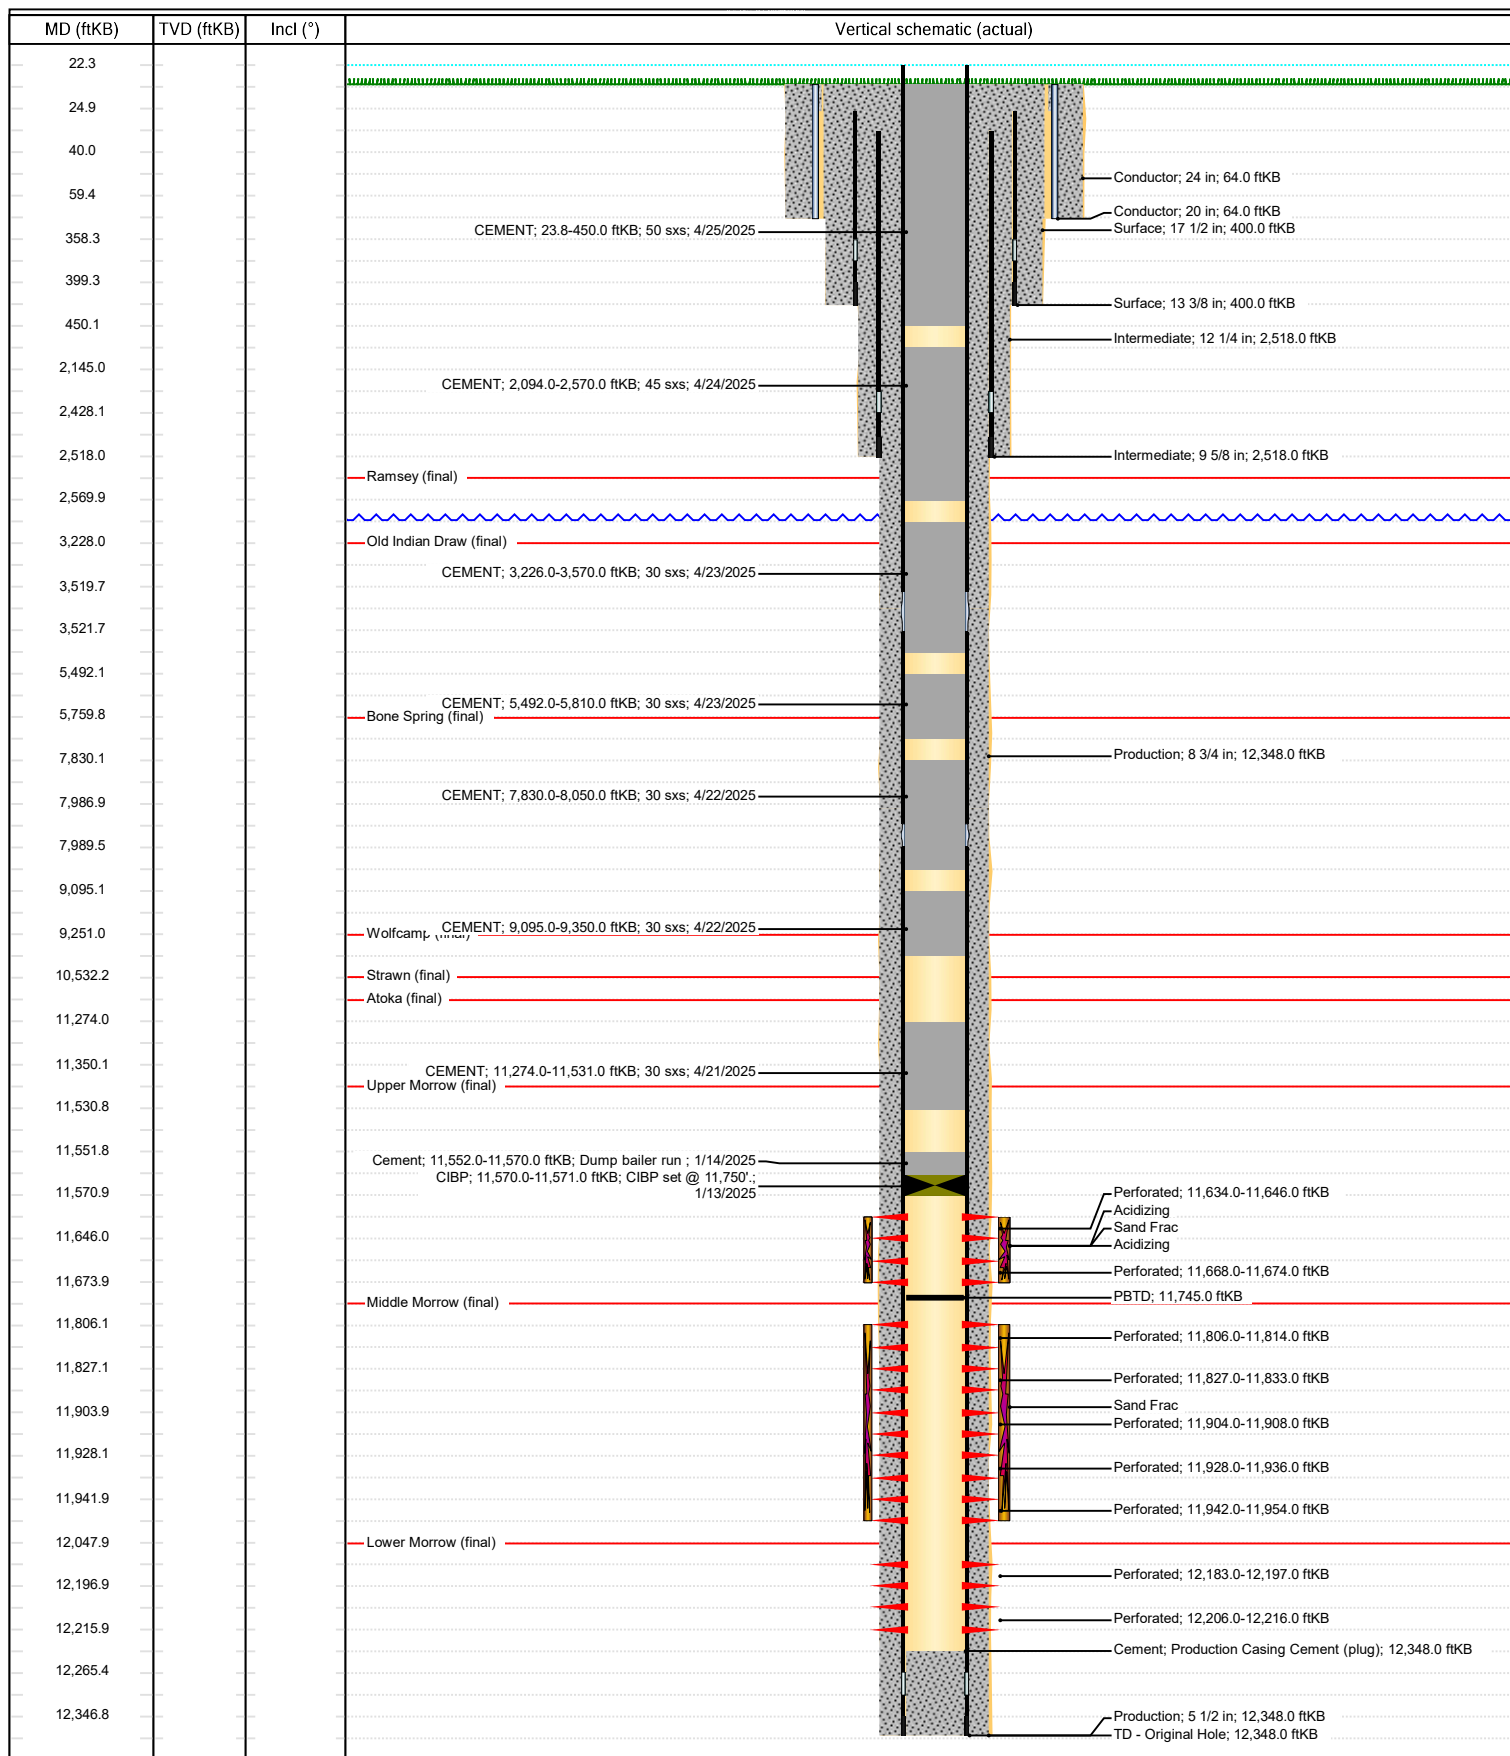 MD (ftKB) TVD (ftKB) Incl (°) Vertical schematic (actual)
22.3
24.9
40.0
Conductor; 24 in; 64.0 ftKB
59.4
Conductor; 20 in; 64.0 ftKB
CEMENT; 23.8-450.0 ftKB; 50 sxs; 4/25/2025
Surface; 17 1/2 in; 400.0 ftKB
358.3
399.3
Surface; 13 3/8 in; 400.0 ftKB
450.1
Intermediate; 12 1/4 in; 2,518.0 ftKB
2,145.0
CEMENT; 2,094.0-2,570.0 ftKB; 45 sxs; 4/24/2025
2,428.1
2,518.0
Intermediate; 9 5/8 in; 2,518.0 ftKB
Ramsey (final)
2,569.9
3,228.0
Old Indian Draw (final)
CEMENT; 3,226.0-3,570.0 ftKB; 30 sxs; 4/23/2025
3,519.7
3,521.7
5,492.1
CEMENT; 5,492.0-5,810.0 ftKB; 30 sxs; 4/23/2025
5,759.8
Bone Spring (final)
Production; 8 3/4 in; 12,348.0 ftKB
7,830.1
CEMENT; 7,830.0-8,050.0 ftKB; 30 sxs; 4/22/2025
7,986.9
7,989.5
9,095.1
CEMENT; 9,095.0-9,350.0 ftKB; 30 sxs; 4/22/2025
9,251.0
Wolfcamp (final)
10,532.2
Strawn (final)
Atoka (final)
11,274.0
11,350.1
CEMENT; 11,274.0-11,531.0 ftKB; 30 sxs; 4/21/2025
Upper Morrow (final)
11,530.8
11,551.8
Cement; 11,552.0-11,570.0 ftKB; Dump bailer run ; 1/14/2025
CIBP; 11,570.0-11,571.0 ftKB; CIBP set @ 11,750'.;
1/13/2025
11,570.9
Perforated; 11,634.0-11,646.0 ftKB
Acidizing
Sand Frac
11,646.0
Acidizing
Perforated; 11,668.0-11,674.0 ftKB
11,673.9
PBTD; 11,745.0 ftKB
Middle Morrow (final)
11,806.1
Perforated; 11,806.0-11,814.0 ftKB
11,827.1
Perforated; 11,827.0-11,833.0 ftKB
Sand Frac
11,903.9
Perforated; 11,904.0-11,908.0 ftKB
11,928.1
Perforated; 11,928.0-11,936.0 ftKB
11,941.9
Perforated; 11,942.0-11,954.0 ftKB
12,047.9
Lower Morrow (final)
Perforated; 12,183.0-12,197.0 ftKB
12,196.9
Perforated; 12,206.0-12,216.0 ftKB
12,215.9
Cement; Production Casing Cement (plug); 12,348.0 ftKB
12,265.4
12,346.8
Production; 5 1/2 in; 12,348.0 ftKB
TD - Original Hole; 12,348.0 ftKB